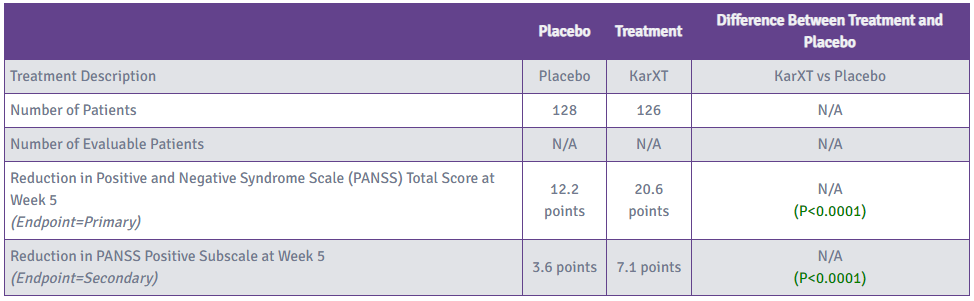 Placebo Treatment Difference Between Treatment and
Placebo
Treatment Description Placebo KarXT KarXT vs Placebo
Number of Patients 128 126 N/A
Number of Evaluable Patients N/A N/A N/A
Reduction in Positive and Negative Syndrome Scale (PANSS) Total Score at
Week 5
(Endpoint=Primary)
12.2
points
20.6
points
N/A
(P<0.0001)
Reduction in PANSS Positive Subscale at Week 5
(Endpoint=Secondary)
3.6 points 7.1 points
N/A
(P<0.0001)